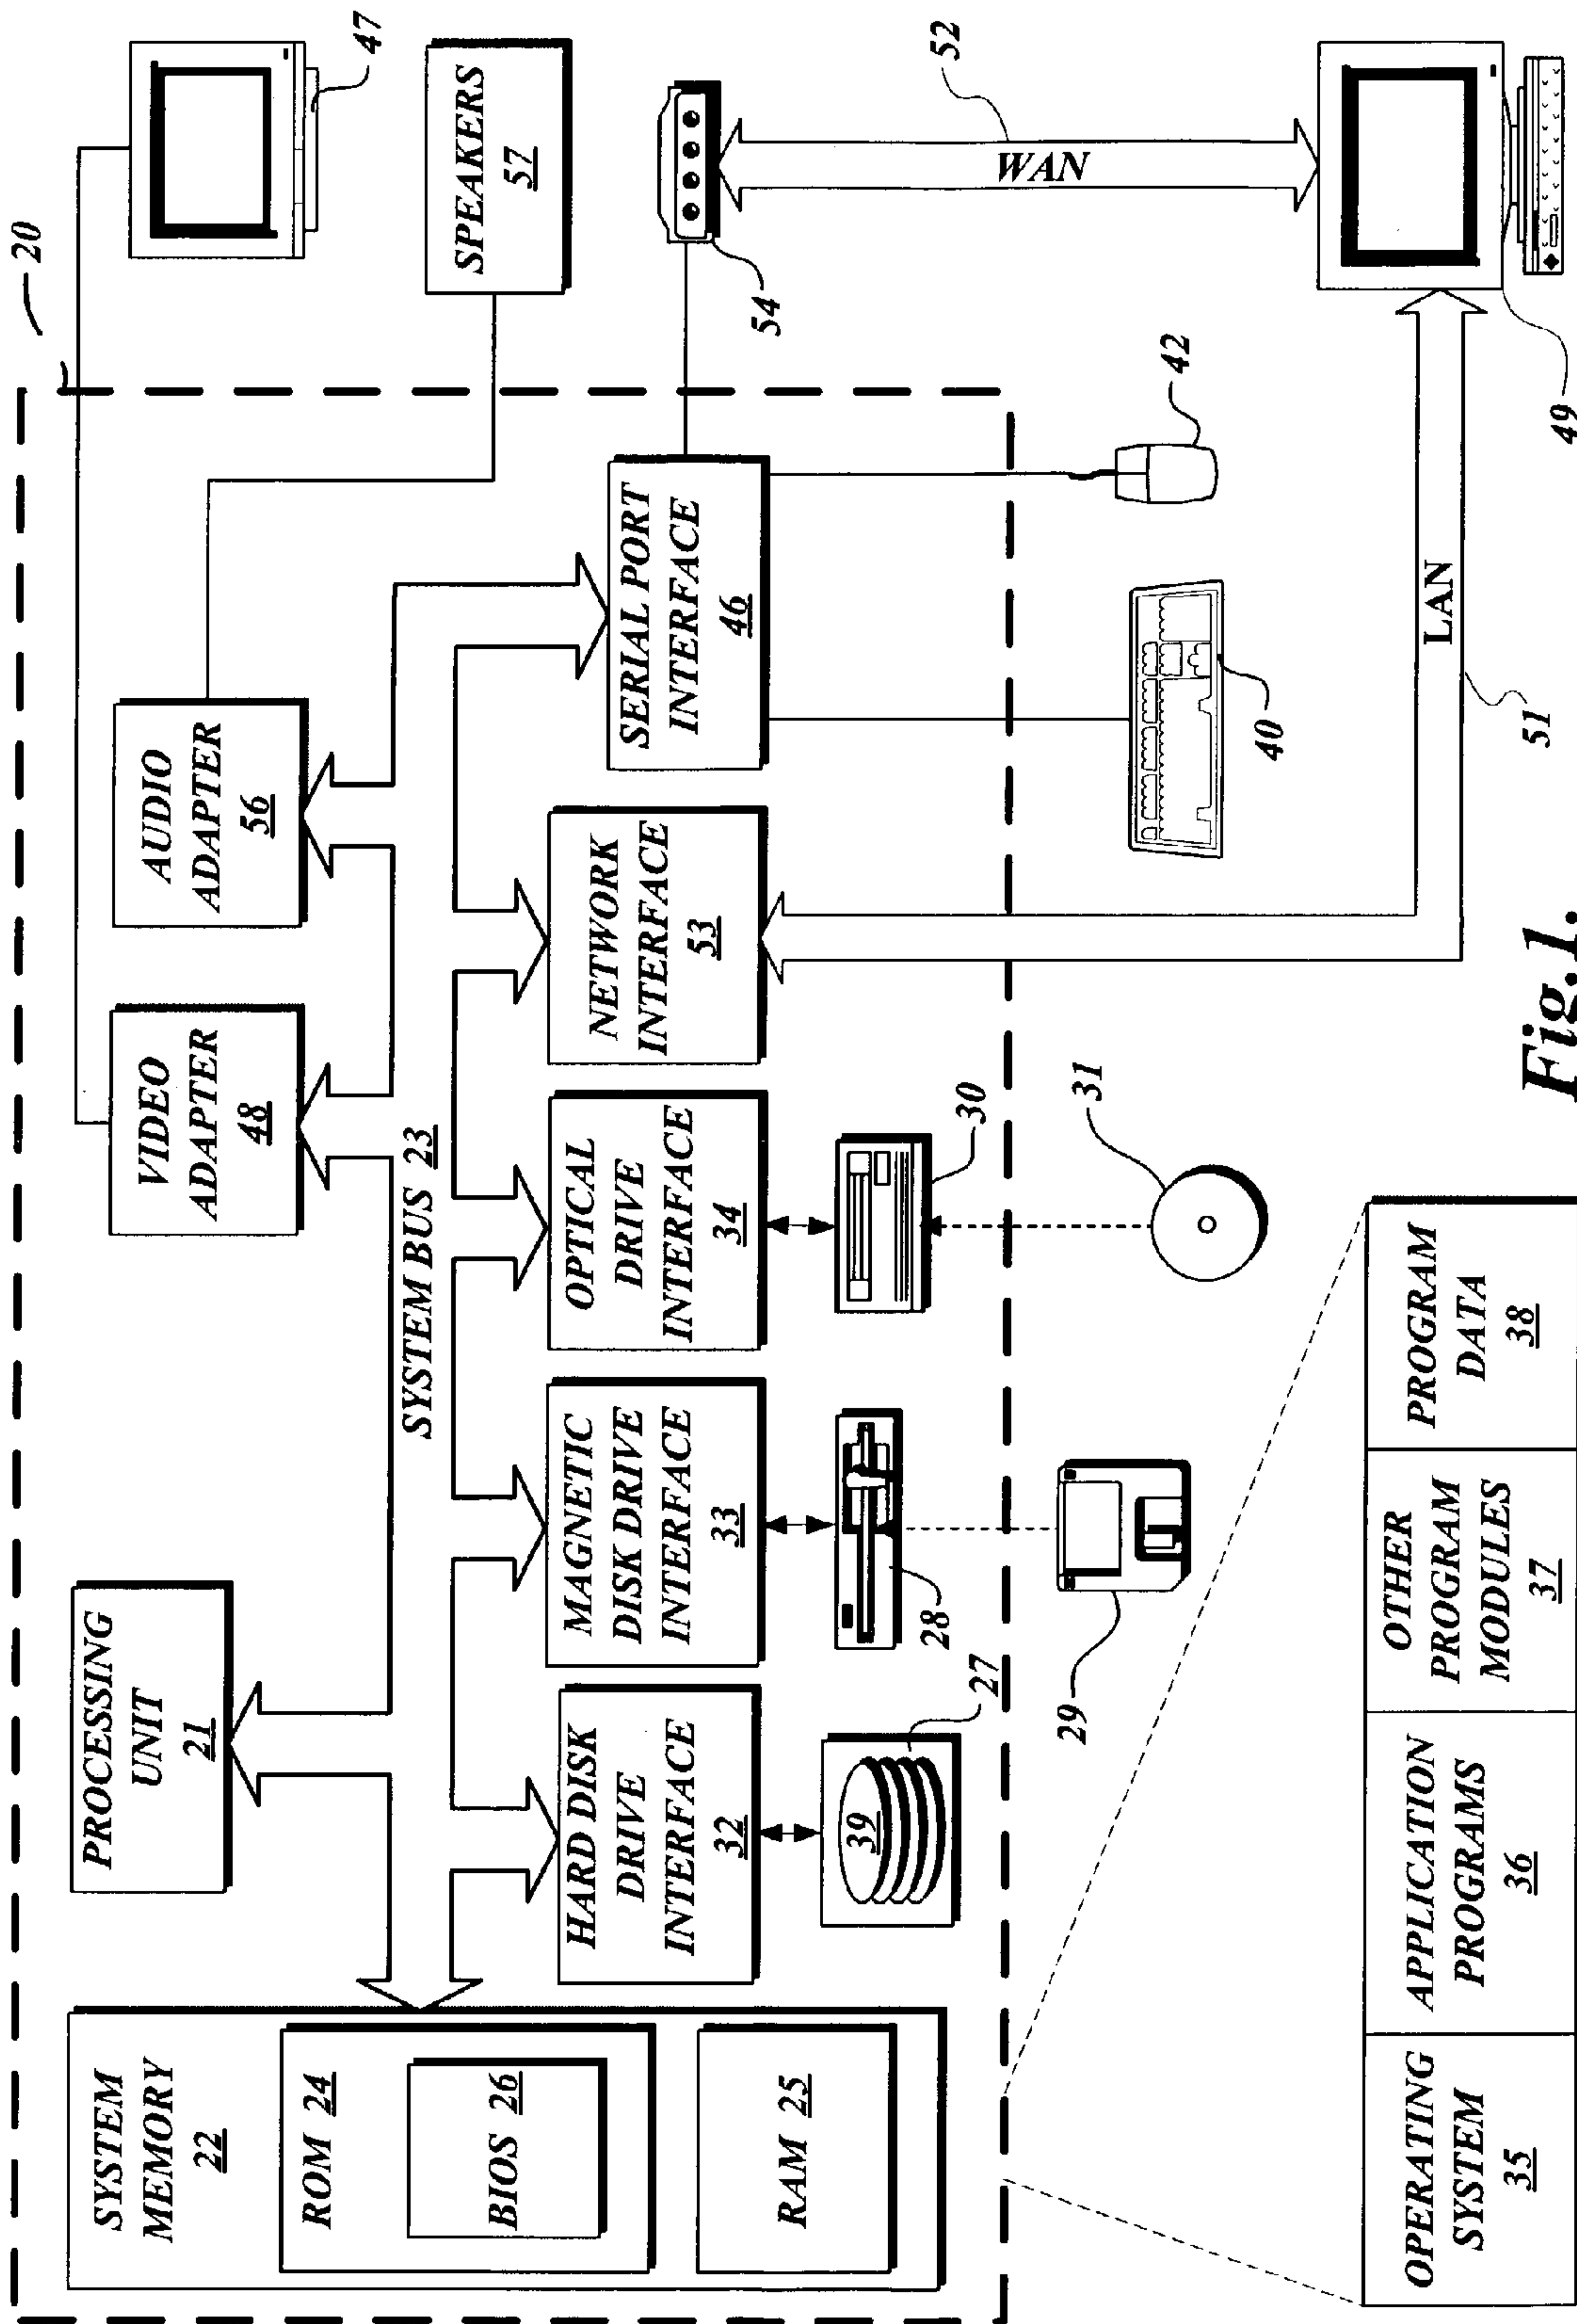 20
SYSTEM
MEMORY
22
ROM 24
BIOS 26
RAM 25
PROCESSING
UNIT
21
VIDEO
ADAPTER
48
AUDIO
ADAPTER
56
47
SPEAKERS
57
SYSTEM BUS 23
HARD DISK
DRIVE
INTERFACE
32
MAGNETIC
DISK DRIVE
INTERFACE
33
OPTICAL
DRIVE
INTERFACE
34
NETWORK
INTERFACE
53
SERIAL PORT
INTERFACE
46
54
52
WAN
39
27
28
30
29
31
40
42
LAN
51
49
OPERATING
SYSTEM
35
APPLICATION
PROGRAMS
36
OTHER
PROGRAM
MODULES
37
PROGRAM
DATA
38
Fig.1.